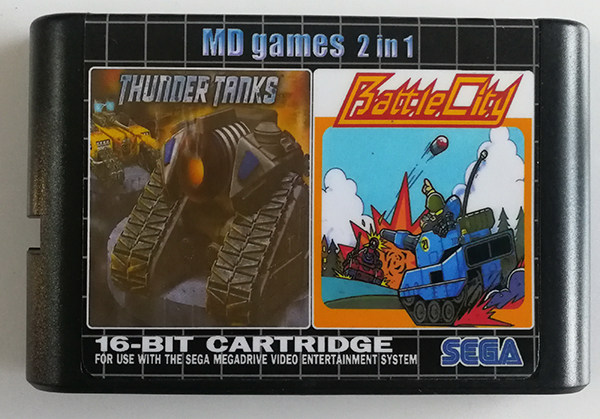 MD games 2 in 1
THUNDER TANKS
BattleCity
16-BIT CARTRIDGE
FOR USE WITH THE SEGA MEGADRIVE VIDEO ENTERTAINMENT SYSTEM
SEGA